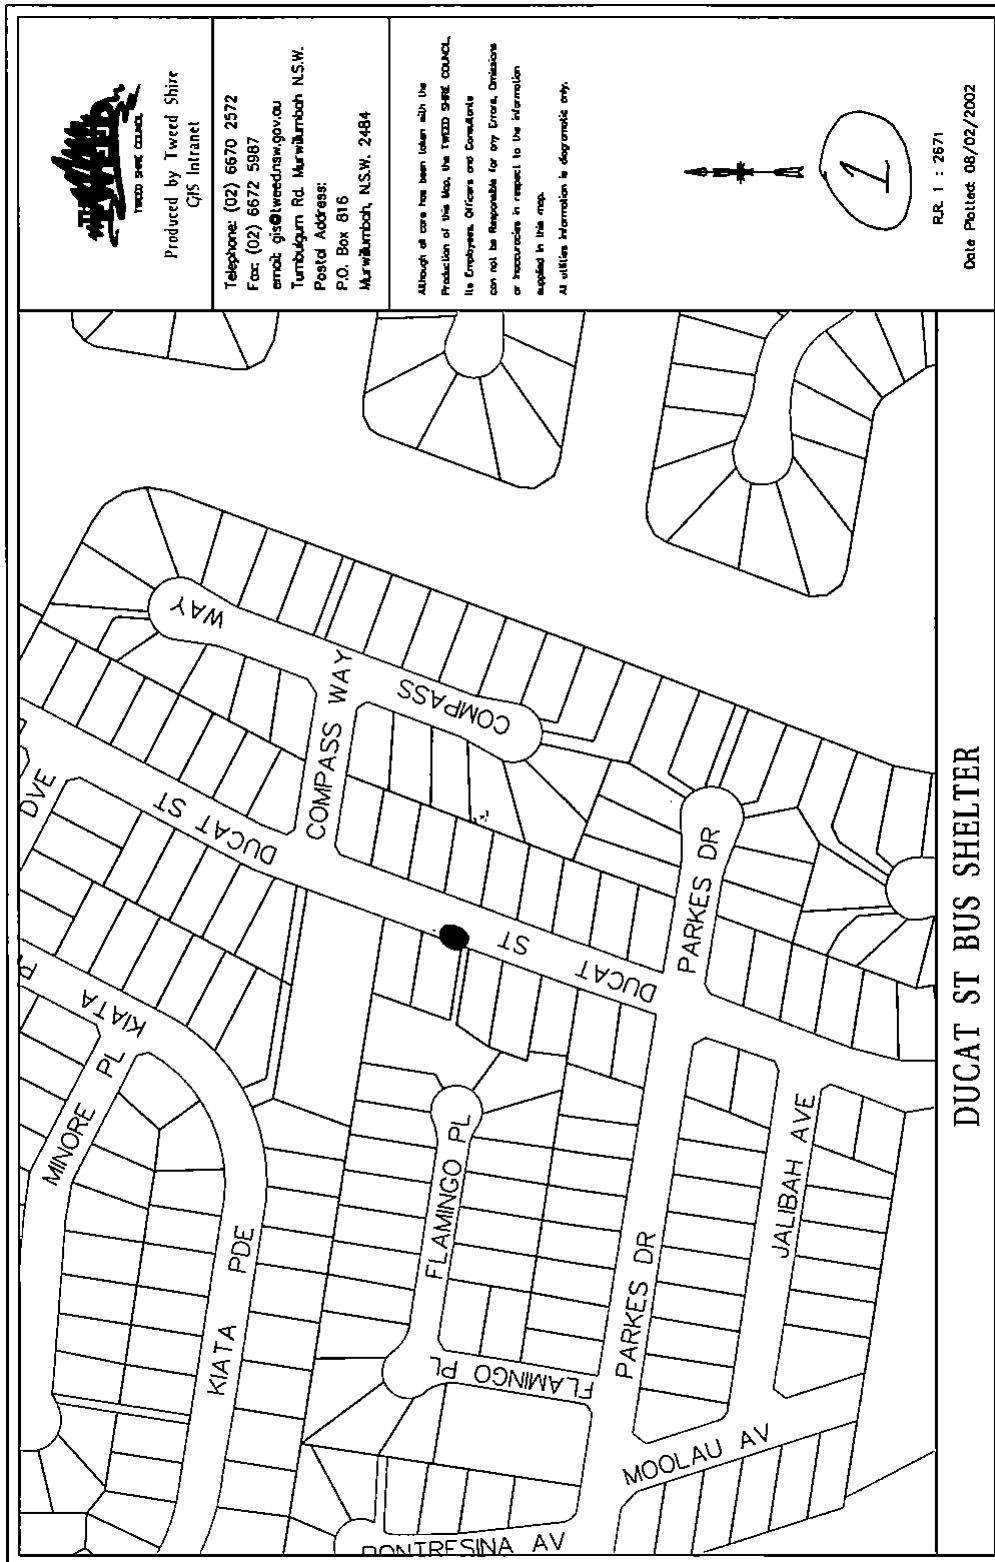 THE
TWEED
TWEED SHIRE COUNCIL
Produced by Tweed Shire
GIS Intranet
Telephone: (02) 6670 2572
Fax: (02) 6672 5987
email: gis@tweed.nsw.gov.au
Tumbulgum Rd. Murwillumbah N.S.W.
Postal Address:
P.O. Box 816
Murwillumbah, N.S.W. 2484
Although all care has been taken with the
Production of this Map, the TWEED SHIRE COUNCIL,
its Employees, Officers and Consultants
can not be Responsible for any Errors, Omissions
or Inaccuracies in respect to the information
supplied in this map.
All utilities information is diagramatic only.
1
R.R. 1 : 2671
Date Plotted: 08/02/2002
DVE
DUCAT ST
WAY
COMPASS WAY
COMPASS
KIATA P
MINORE PL
KIATA PDE
DUCAT ST
FLAMINGO PL
FLAMINGO PL
PARKES DR
PARKES DR
JALIBAH AVE
MOOLAU AV
PONTRESINA AV
DUCAT ST BUS SHELTER